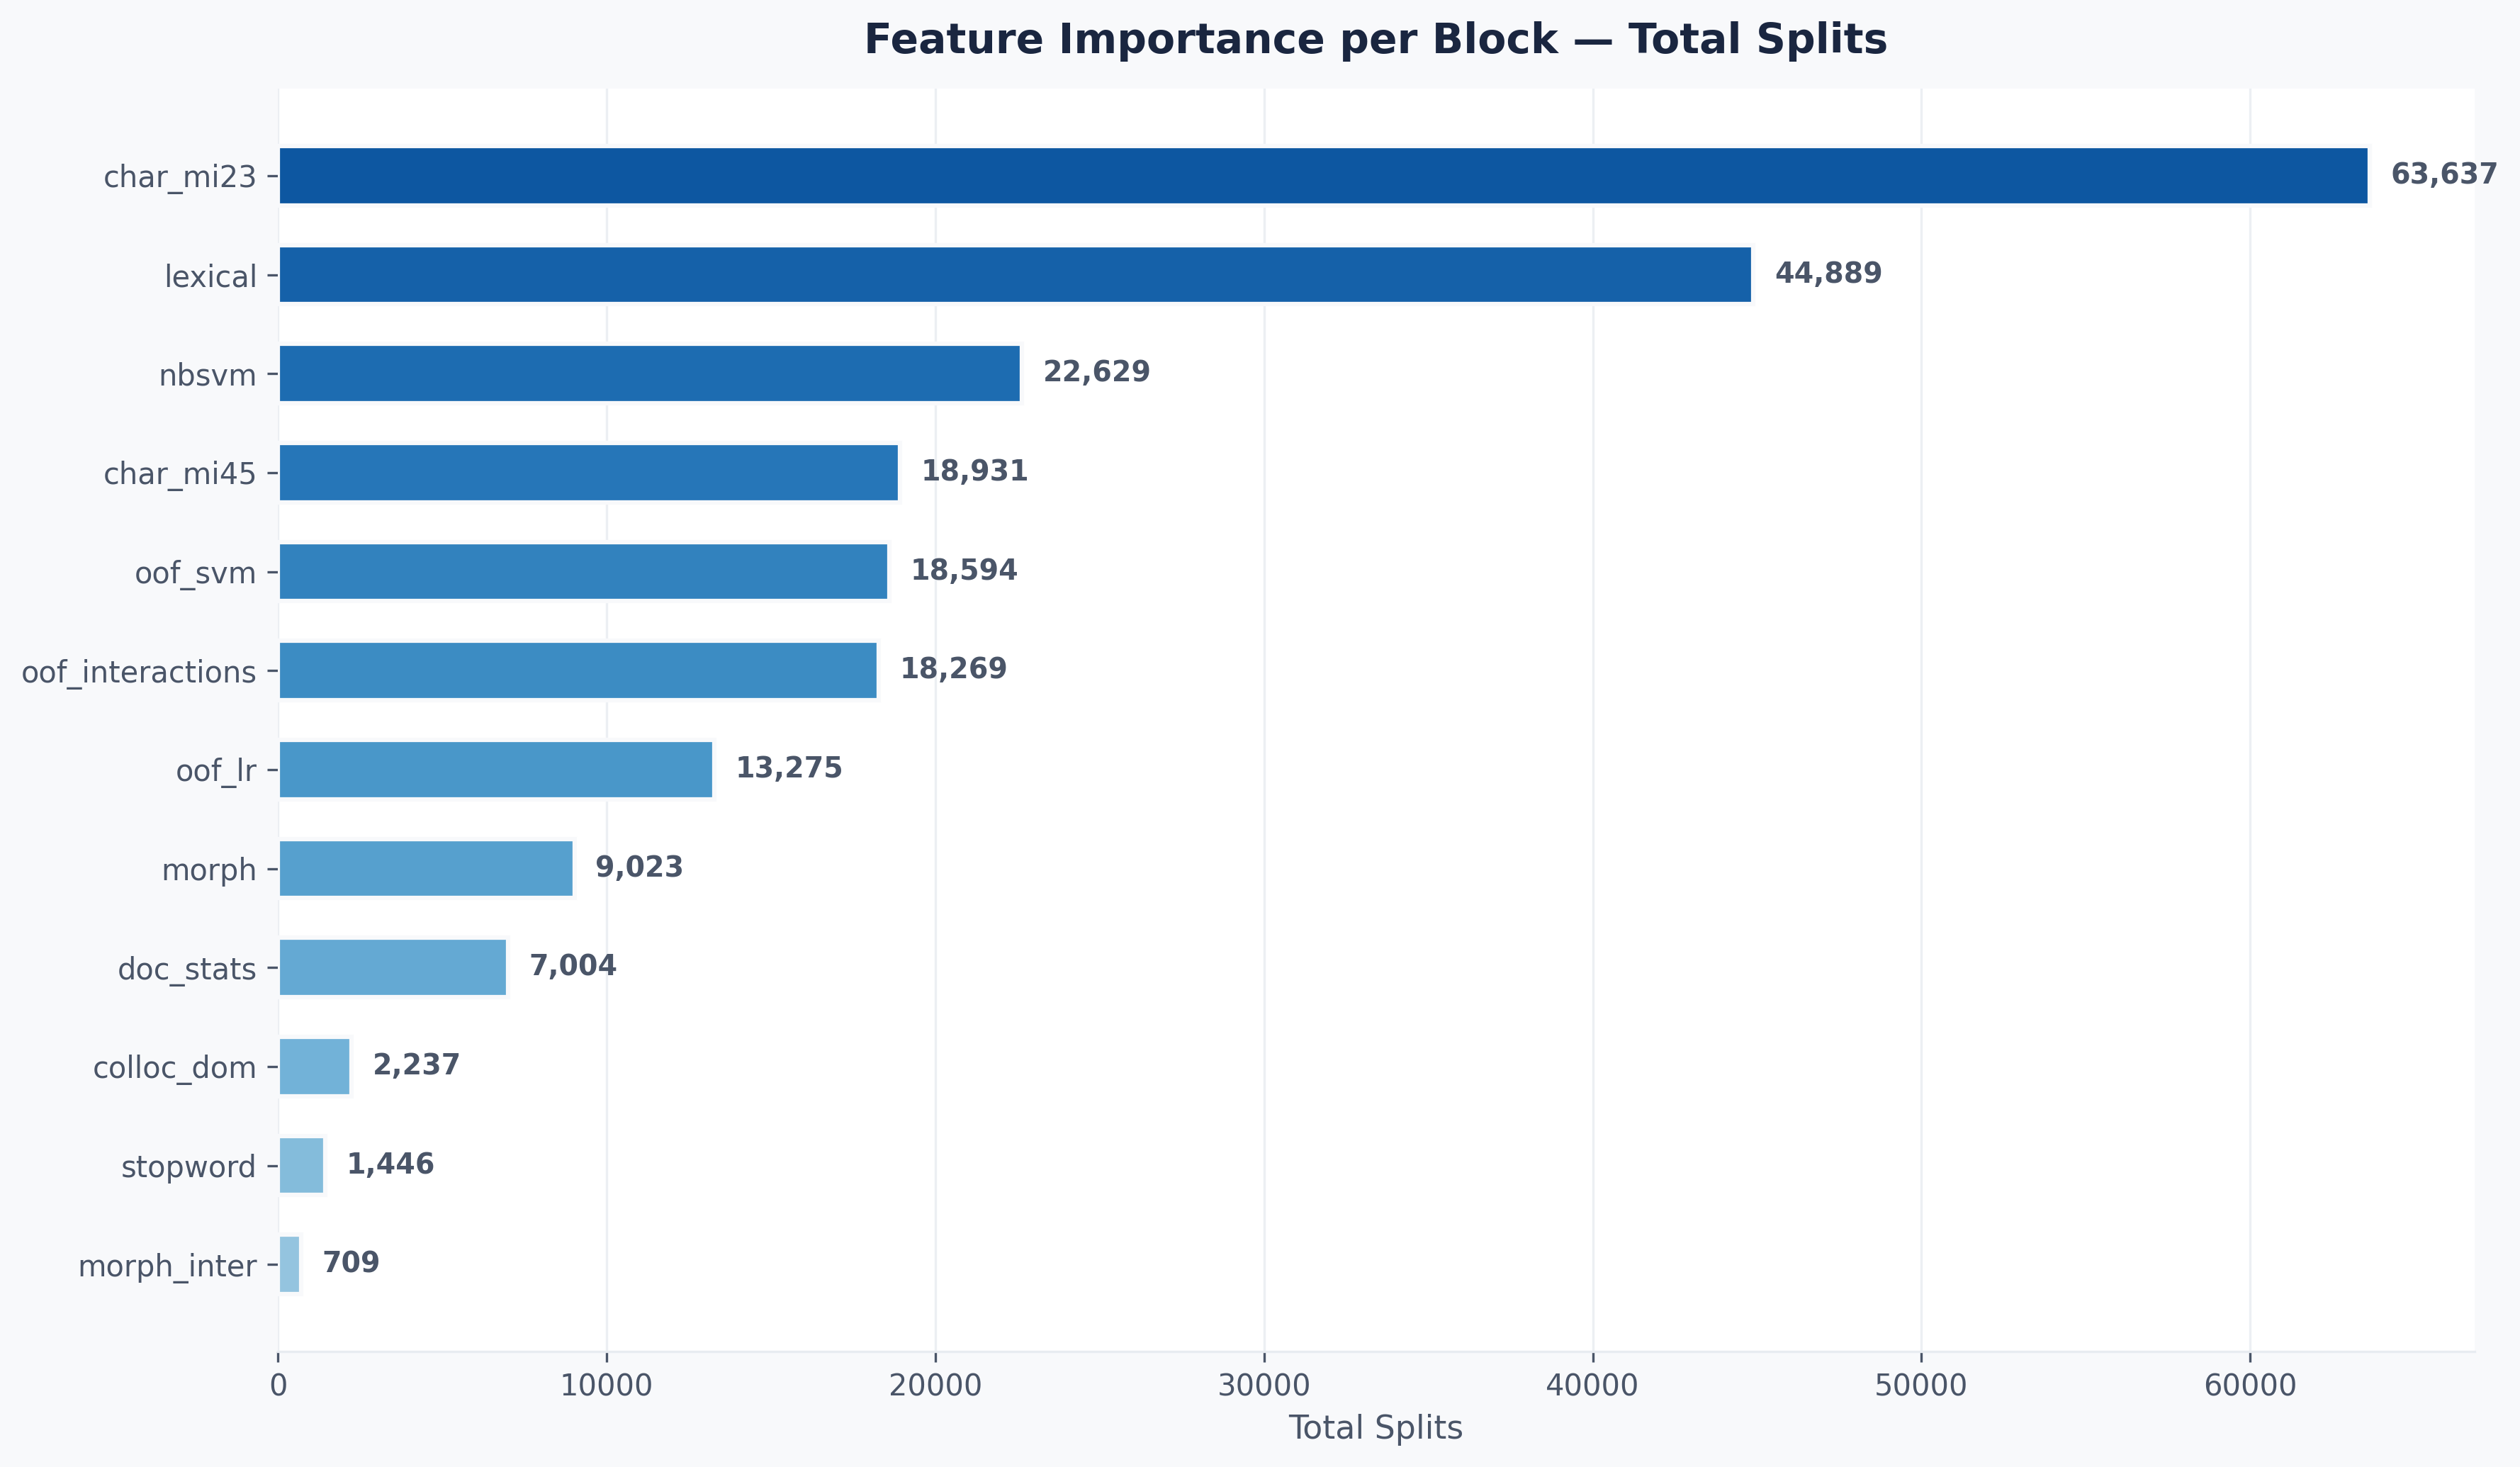 Feature Importance per Block — Total Splits
char_mi23 63,637
lexical 44,889
nbsvm 22,629
char_mi45 18,931
oof_svm 18,594
oof_interactions 18,269
oof_lr 13,275
morph 9,023
doc_stats 7,004
colloc_dom 2,237
stopword 1,446
morph_inter 709
0 10000 20000 30000 40000 50000 60000
Total Splits